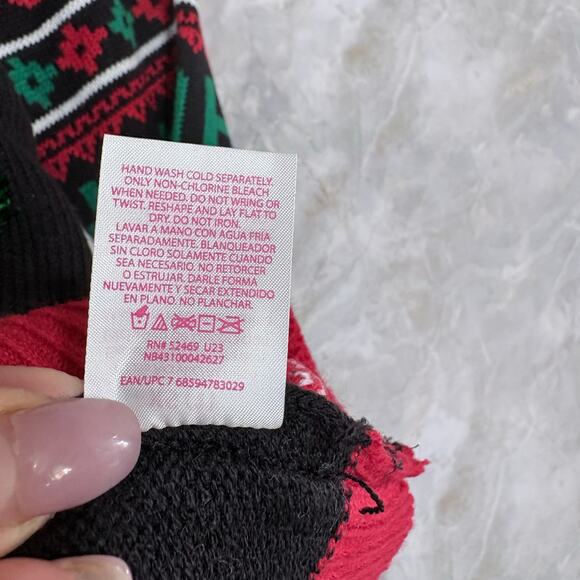 HAND WASH COLD SEPARATELY.
ONLY NON-CHLORINE BLEACH
WHEN NEEDED. DO NOT WRING OR
TWIST. RESHAPE AND LAY FLAT TO
DRY. DO NOT IRON.
LAVAR A MANO CON AGUA FRÍA
SEPARADAMENTE. BLANQUEADOR
SIN CLORO SOLAMENTE CUANDO
SEA NECESARIO. NO RETORCER
O ESTRUJAR. DARLE FORMA
NUEVAMENTE Y SECAR EXTENDIDO
EN PLANO. NO PLANCHAR.
RN# 52469 U23
NB43100042627
EAN/UPC 7 68594783029